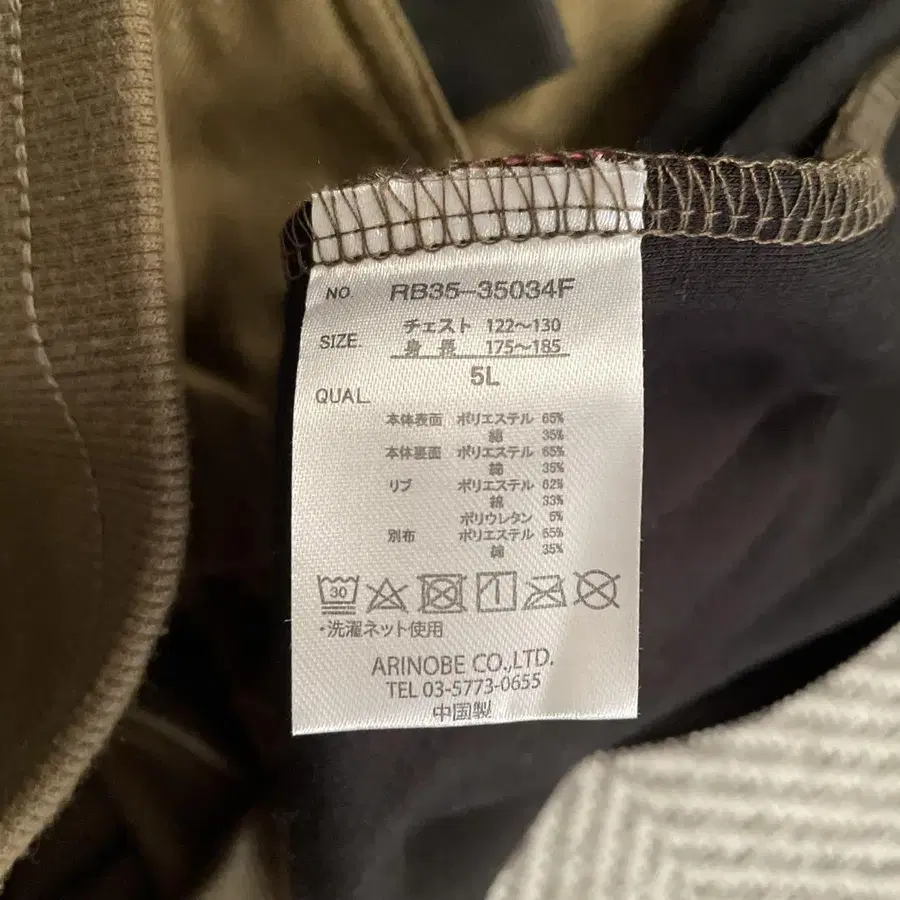 NO. RB35-35034F
SIZE. チェスト 122〜130
身長 175〜185
5L
QUAL.
本体表面 ポリエステル 65%
綿 35%
本体裏面 ポリエステル 65%
綿 35%
リブ ポリエステル 62%
綿 33%
ポリウレタン 5%
別布 ポリエステル 65%
綿 35%
30
・洗濯ネット使用
ARINOBE CO.,LTD.
TEL 03-5773-0655
中国製